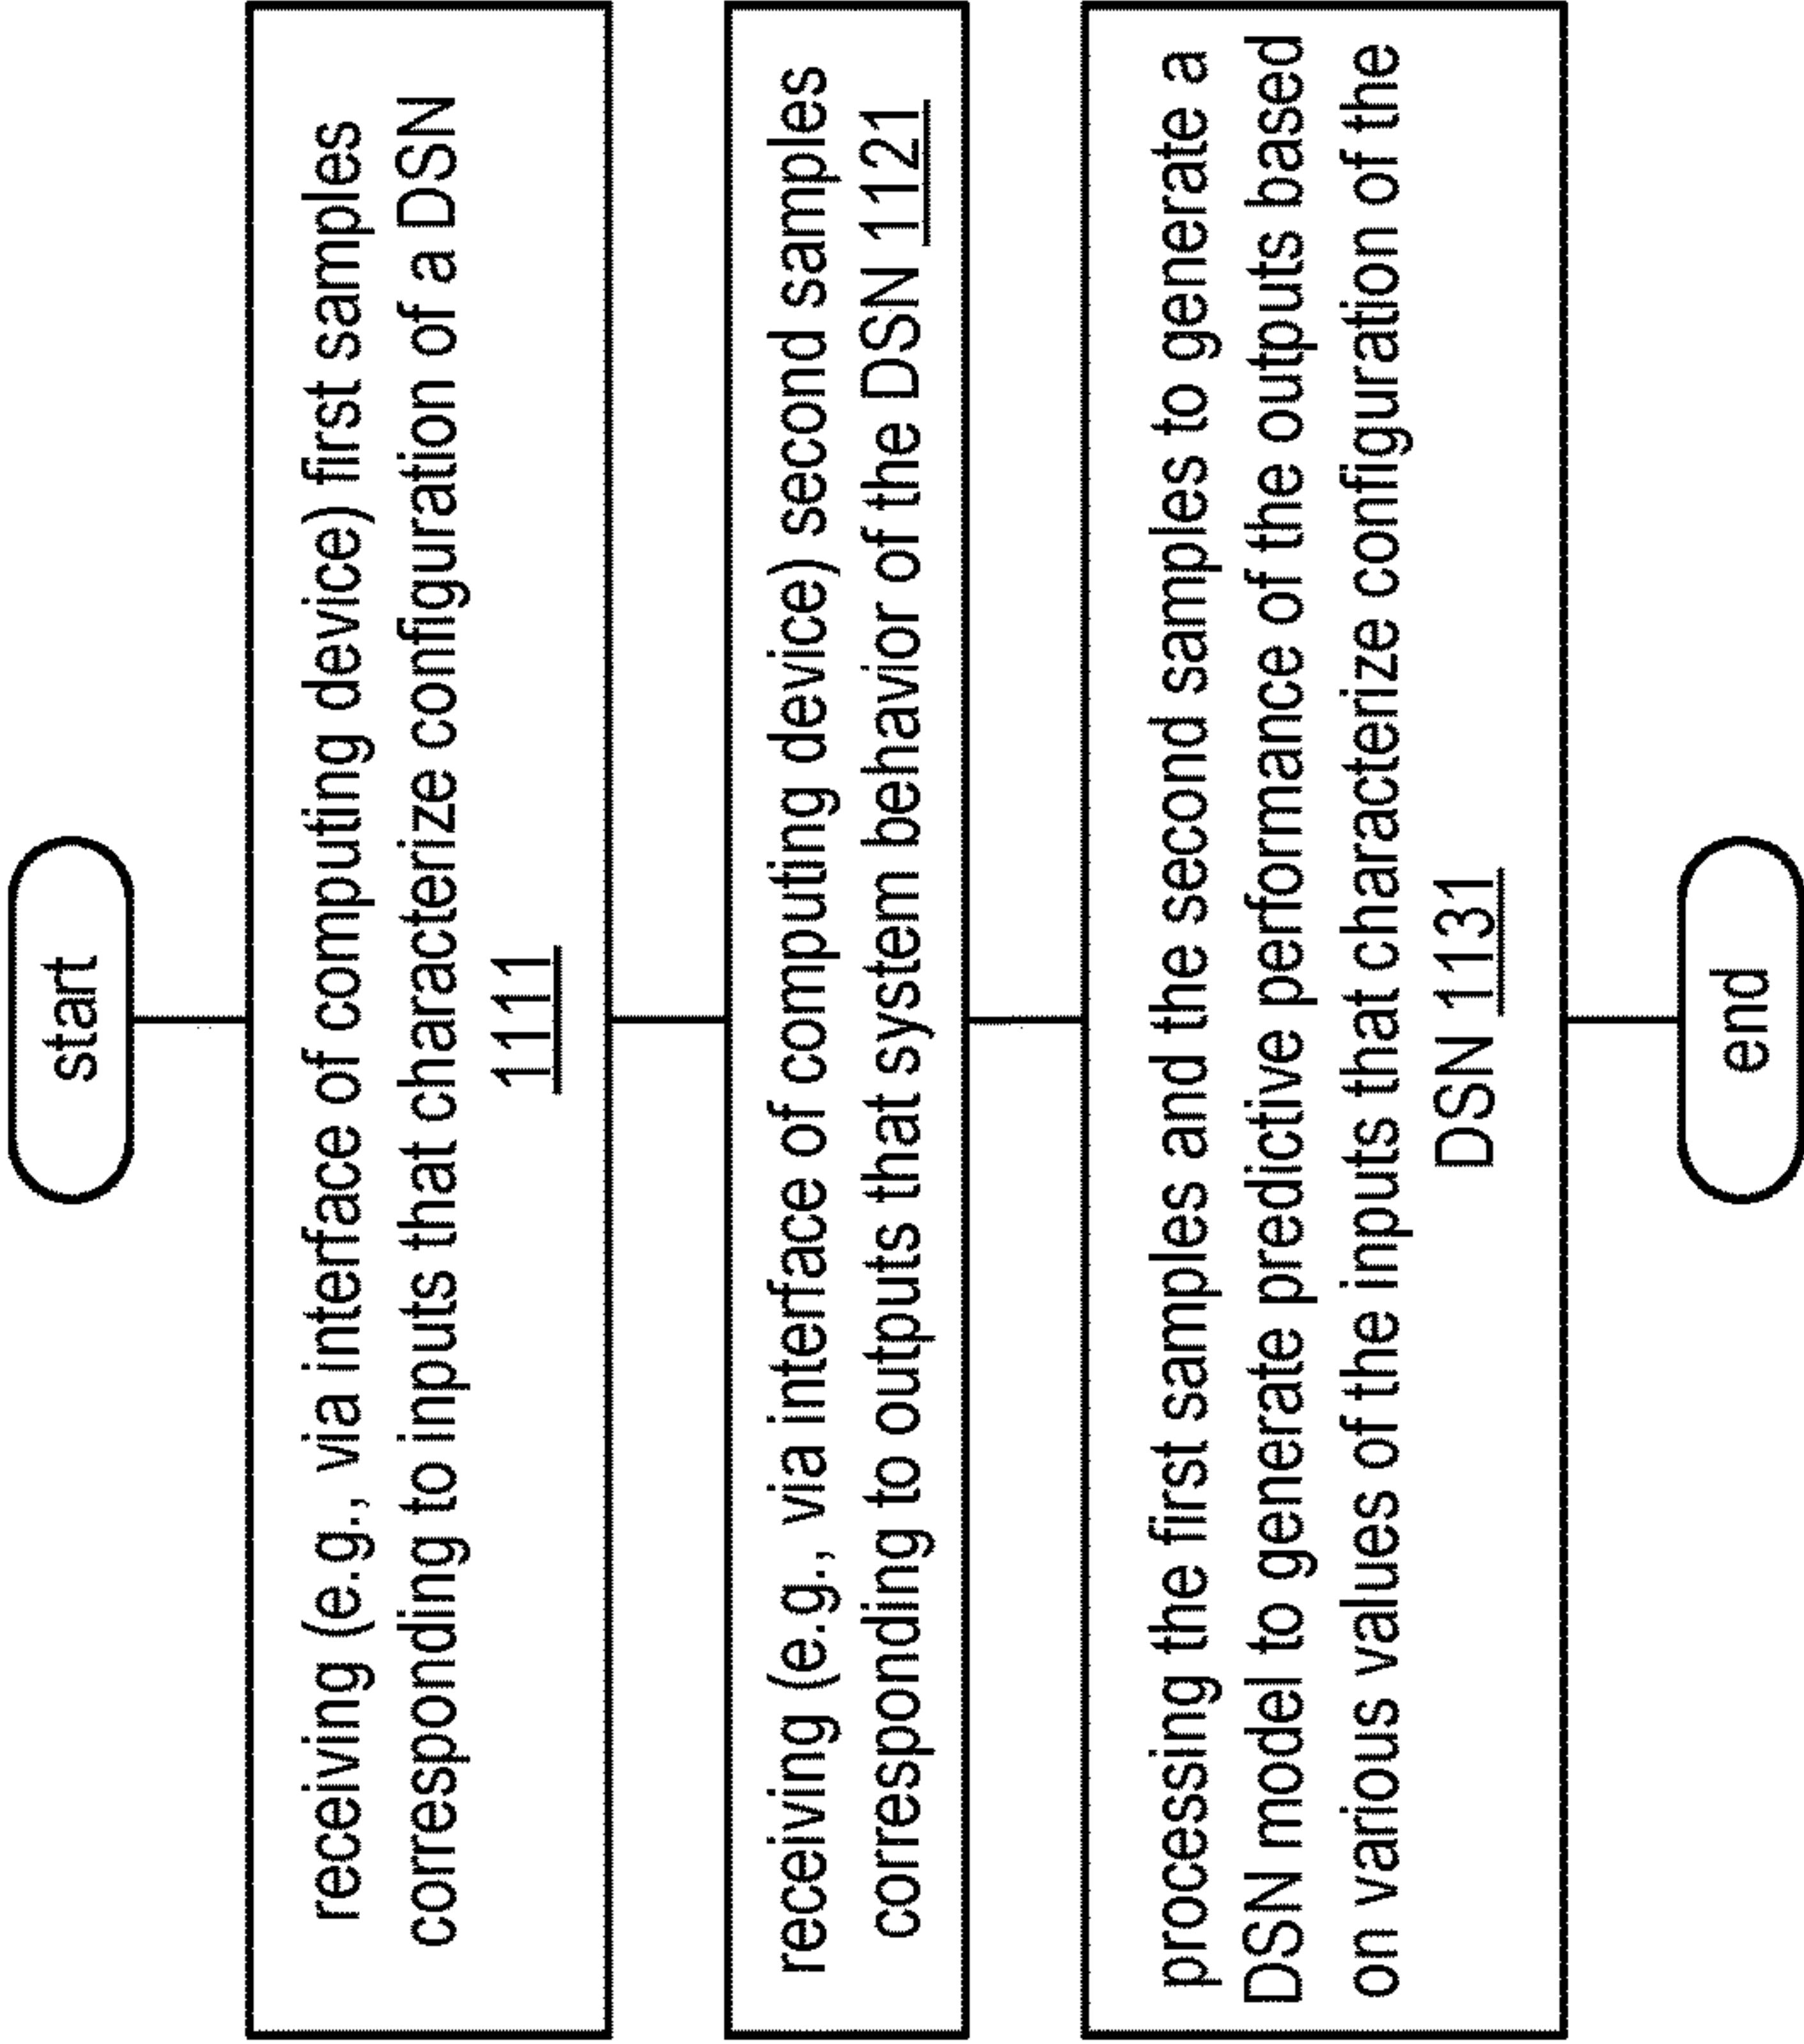 start
receiving (e.g., via interface of computing device) first samples
corresponding to inputs that characterize configuration of a DSN
1111
receiving (e.g., via interface of computing device) second samples
corresponding to outputs that system behavior of the DSN 1121
processing the first samples and the second samples to generate a
DSN model to generate predictive performance of the outputs based
on various values of the inputs that characterize configuration of the
DSN 1131
end